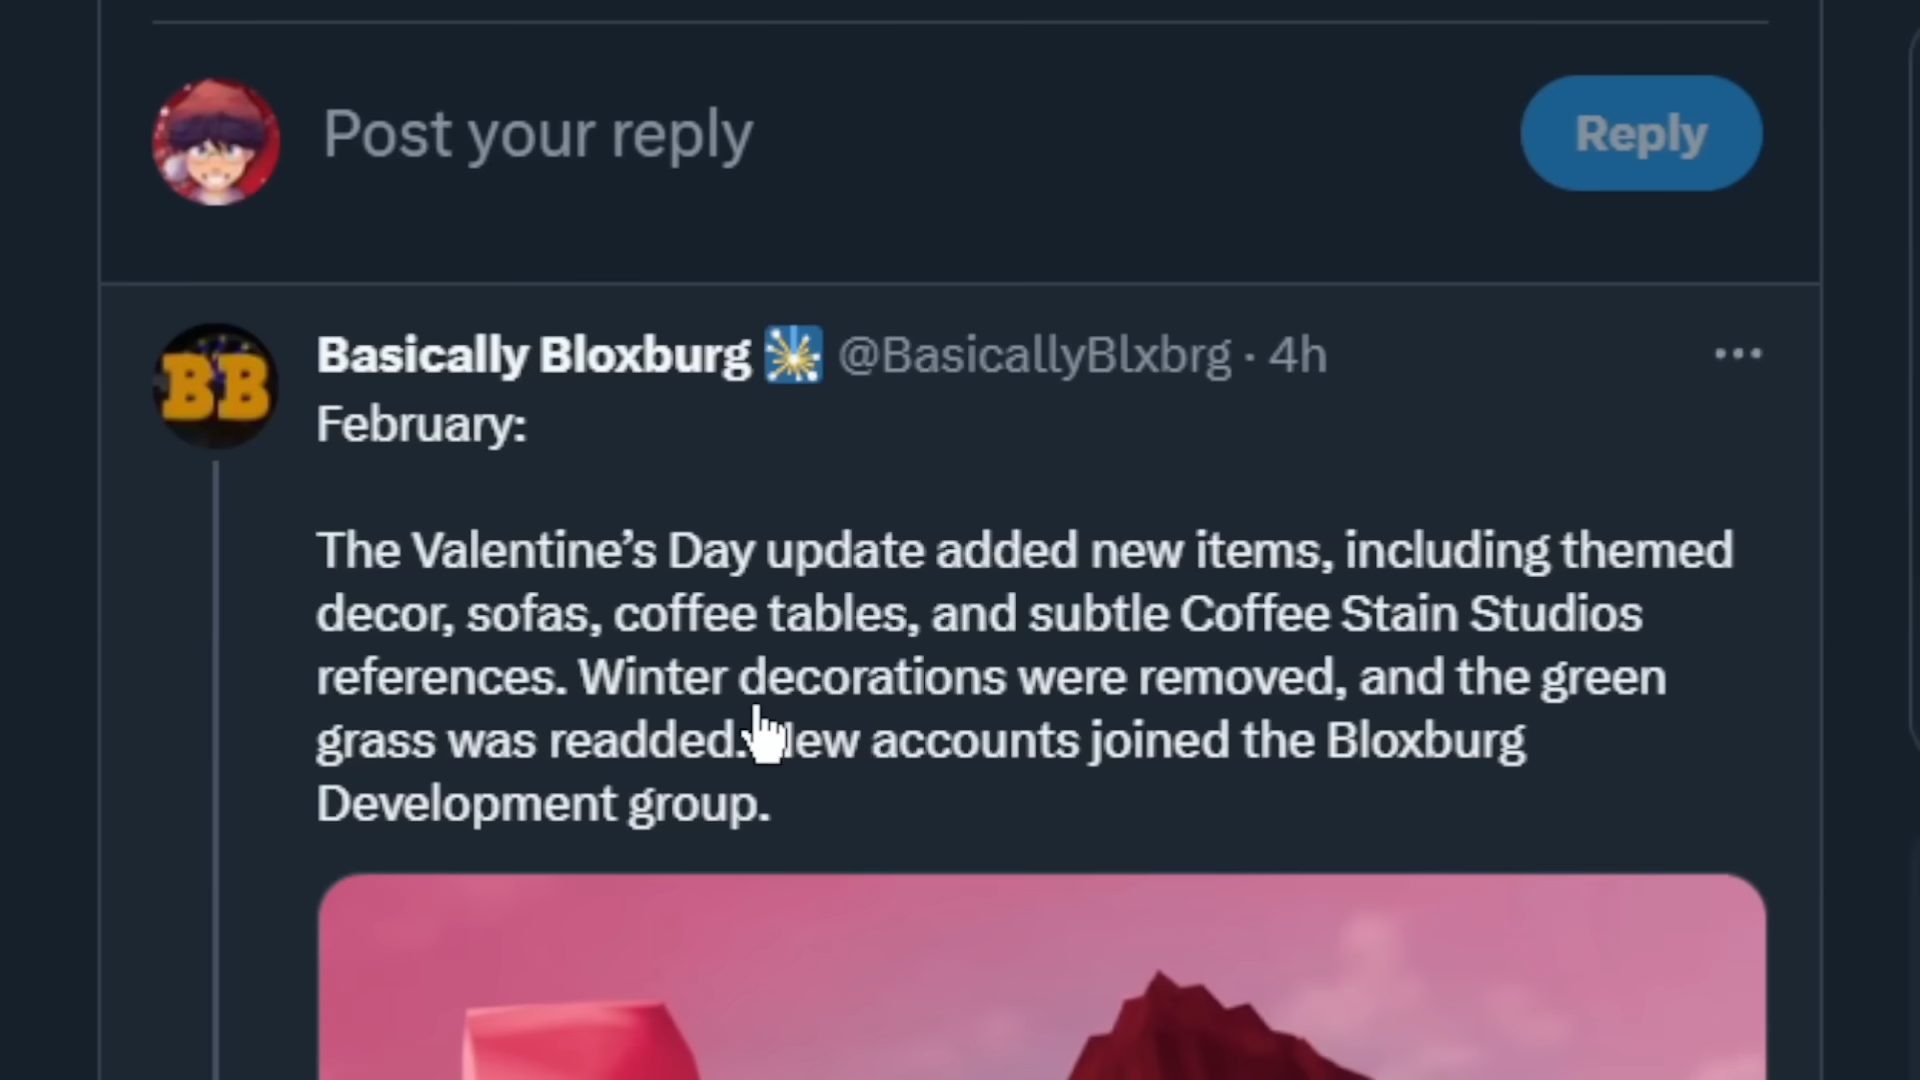 Post your reply
Reply
BB
Basically Bloxburg @BasicallyBlxbrg · 4h
February:
The Valentine’s Day update added new items, including themed
decor, sofas, coffee tables, and subtle Coffee Stain Studios
references. Winter decorations were removed, and the green
grass was readded. New accounts joined the Bloxburg
Development group.